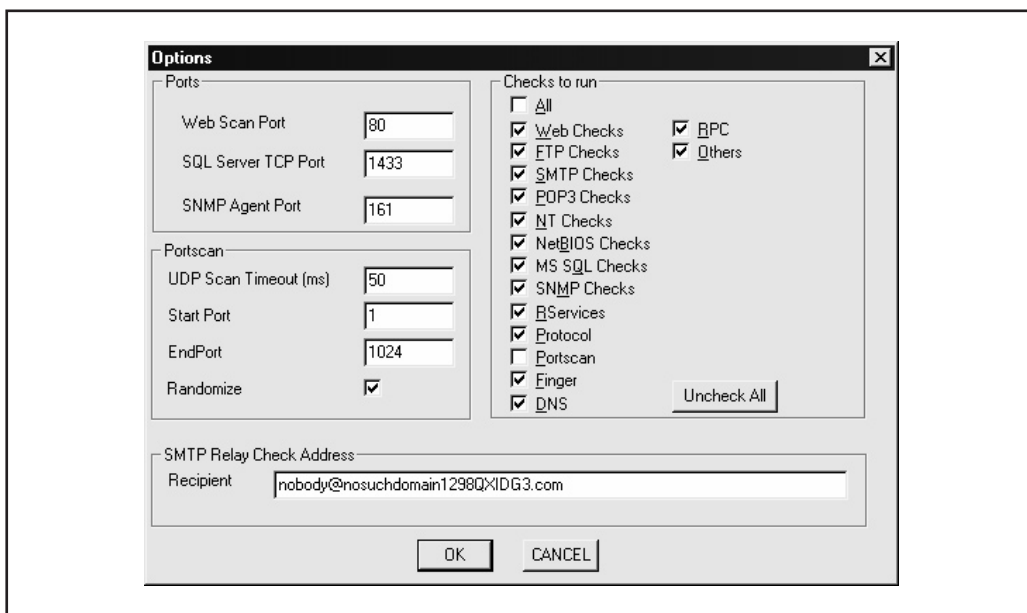 Options
Ports
Web Scan Port 80
SQL Server TCP Port 1433
SNMP Agent Port 161
Portscan
UDP Scan Timeout (ms) 50
Start Port 1
EndPort 1024
Randomize
Checks to run
All
Web Checks
FTP Checks
SMTP Checks
POP3 Checks
NT Checks
NetBIOS Checks
MS SQL Checks
SNMP Checks
RServices
Protocol
Portscan
Finger
DNS
RPC
Others
Uncheck All
SMTP Relay Check Address
Recipient nobody@nosuchdomain1298QXIDG3.com
OK CANCEL